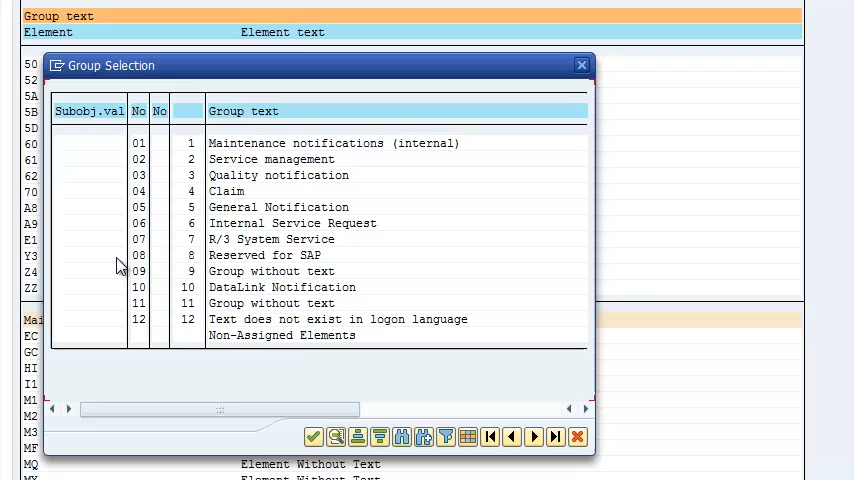 Group text
Element Element text
50
52
5A
5B
5D
60
61
62
70
A8
A9
E1
Y3
Z4
ZZ
Group Selection
Subobj.val No No Group text
01 1 Maintenance notifications (internal)
02 2 Service management
03 3 Quality notification
04 4 Claim
05 5 General Notification
06 6 Internal Service Request
07 7 R/3 System Service
08 8 Reserved for SAP
09 9 Group without text
10 10 DataLink Notification
11 11 Group without text
12 12 Text does not exist in logon language
Non-Assigned Elements
Mai
EC
GC
HI
I1
M1
M2
M3
MF
MQ Element Without Text
MX Element Without Text